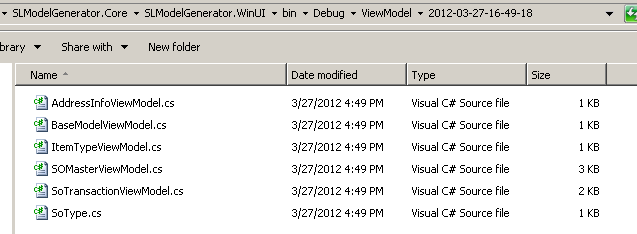 SLModelGenerator.Core SLModelGenerator.WinUI bin Debug ViewModel 2012-03-27-16-49-18
brary Share with New folder
Name Date modified Type Size
AddressInfoViewModel.cs 3/27/2012 4:49 PM Visual C# Source file 1 KB
BaseModelViewModel.cs 3/27/2012 4:49 PM Visual C# Source file 1 KB
ItemTypeViewModel.cs 3/27/2012 4:49 PM Visual C# Source file 1 KB
SOMasterViewModel.cs 3/27/2012 4:49 PM Visual C# Source file 3 KB
SoTransactionViewModel.cs 3/27/2012 4:49 PM Visual C# Source file 2 KB
SoType.cs 3/27/2012 4:49 PM Visual C# Source file 1 KB